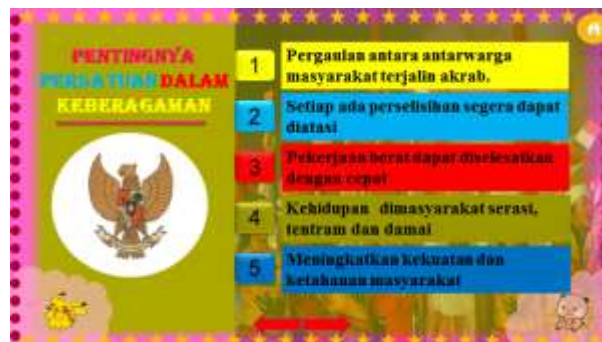 PENTINGNYA
PERSATUAN DALAM
KEBERAGAMAN
1
Pergaulan antara antarwarga
masyarakat terjalin akrab.
2
Setiap ada perselisihan segera dapat
diatasi
3
Pekerjaan berat dapat diselesaikan
dengan cepat
4
Kehidupan dimasyarakat serasi,
tentram dan damai
5
Meningkatkan kekuatan dan
ketahanan masyarakat